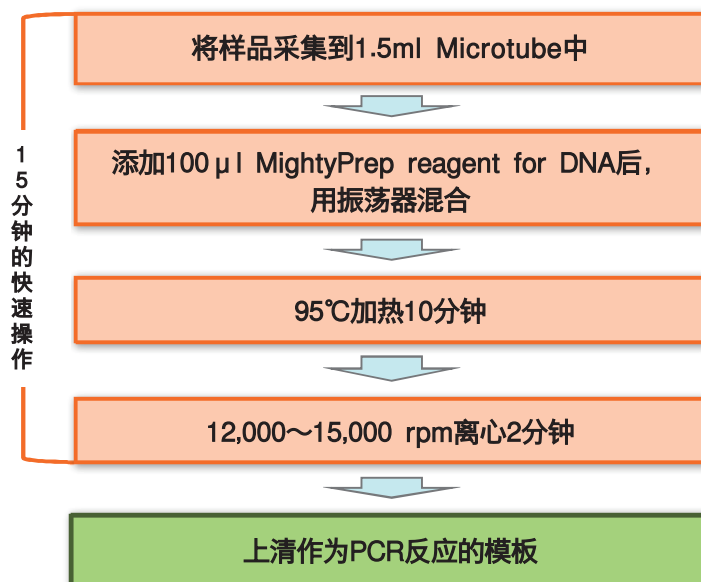 将样品采集到1.5ml Microtube中
添加100μl MightyPrep reagent for DNA后，
用振荡器混合
95℃加热10分钟
12,000～15,000 rpm离心2分钟
上清作为PCR反应的模板
15分钟的快速操作